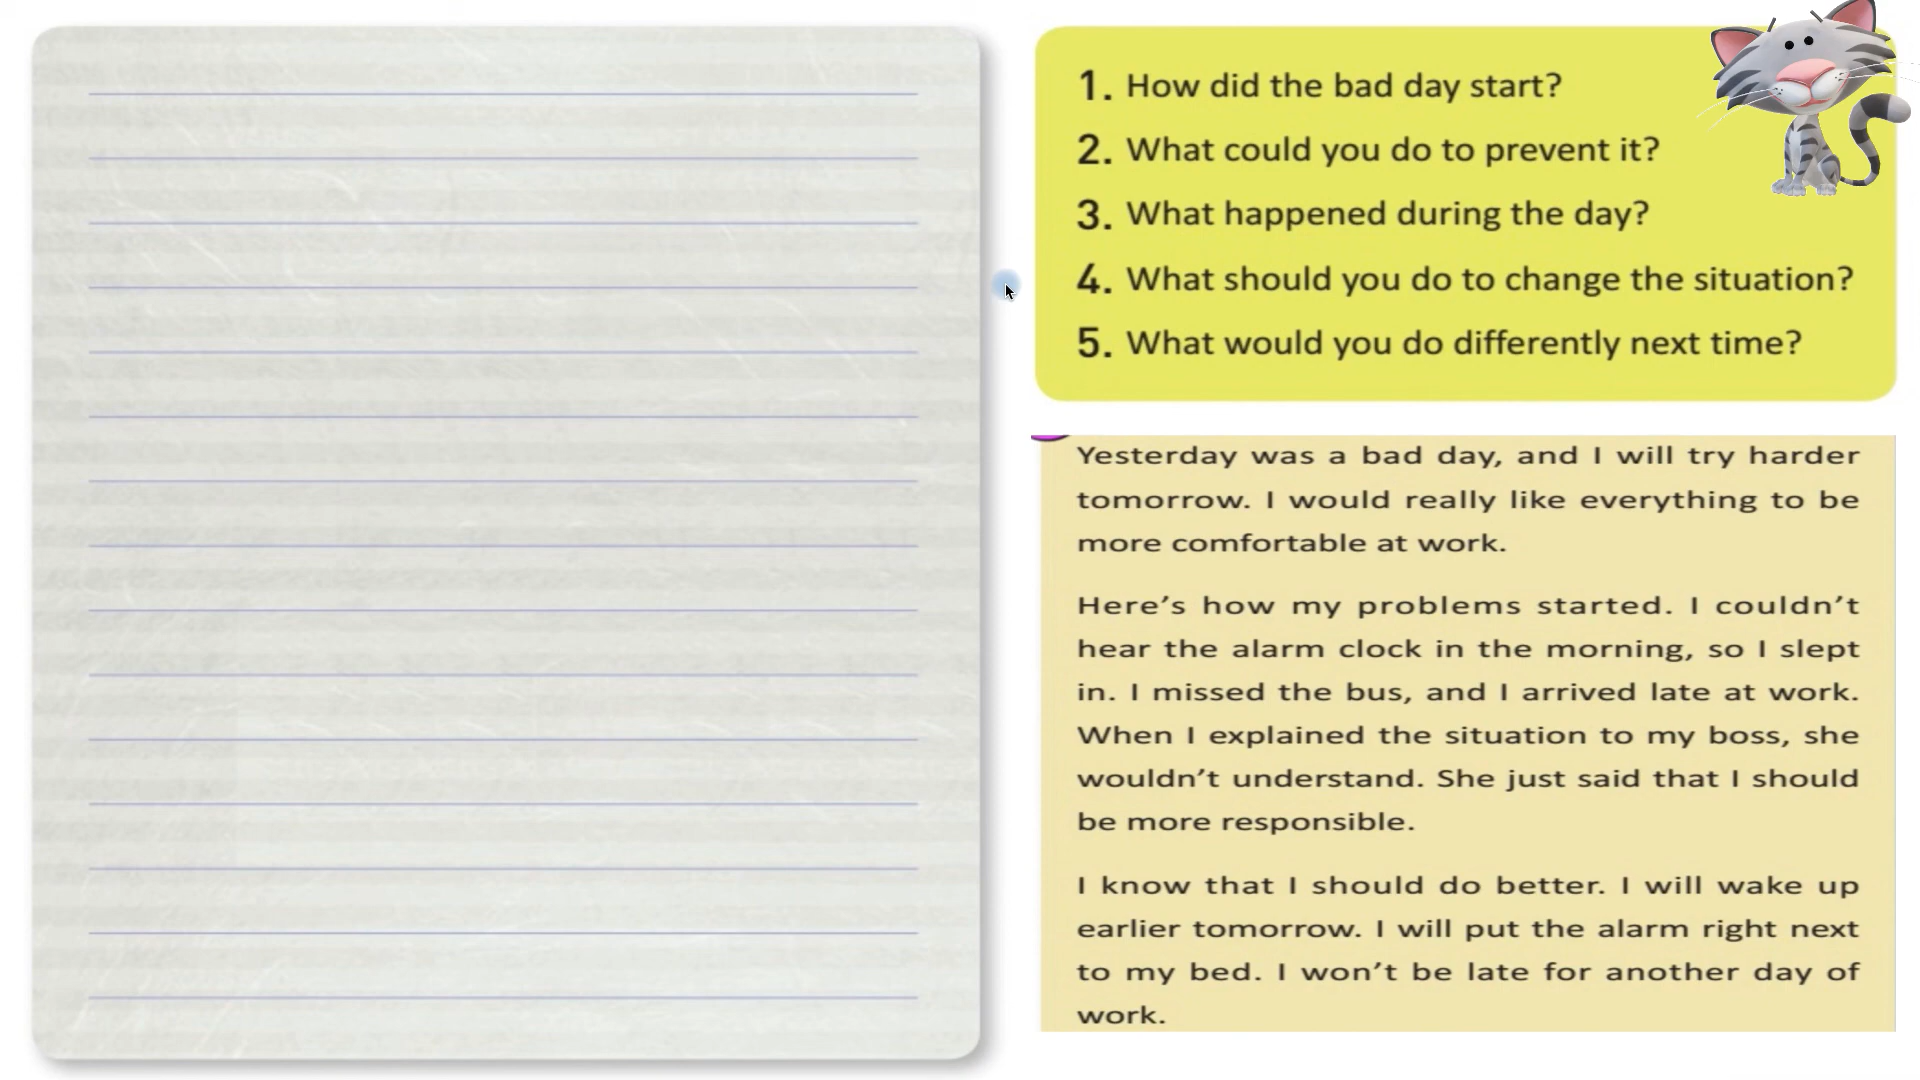 1. How did the bad day start?
2. What could you do to prevent it?
3. What happened during the day?
4. What should you do to change the situation?
5. What would you do differently next time?
Yesterday was a bad day, and I will try harder
tomorrow. I would really like everything to be
more comfortable at work.
Here's how my problems started. I couldn't
hear the alarm clock in the morning, so I slept
in. I missed the bus, and I arrived late at work.
When I explained the situation to my boss, she
wouldn't understand. She just said that I should
be more responsible.
I know that I should do better. I will wake up
earlier tomorrow. I will put the alarm right next
to my bed. I won't be late for another day of
work.